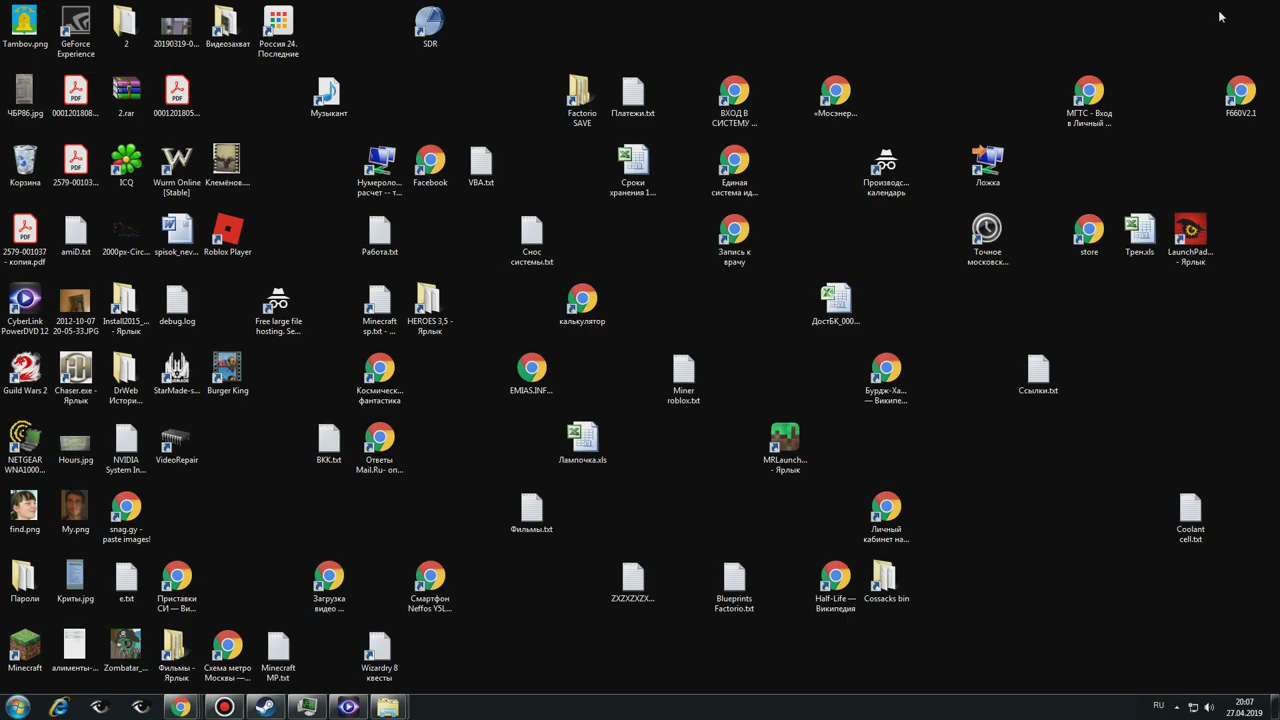 Tambov.png
GeForce
Experience
2
20190319-0...
Видеозахват
Россия 24.
Последние
SDR
ЧБР86.jpg
0001201808...
2.rar
0001201805...
Музыкант
Factorio
SAVE
Платежи.txt
ВХОД В
СИСТЕМУ ...
«Мосэнер...
МГТС - Вход
в Личный ...
F660V2.1
Корзина
2579-00103...
ICQ
Wurm Online
[Stable]
Клемёнов....
Нумероло...
расчет -- т...
Facebook
VBA.txt
Сроки
хранения 1...
Единая
система ид...
Производс...
календарь
Ложка
2579-001037
- копия.pdf
amiD.txt
2000px-Circ...
spisok_nev...
Roblox Player
Работа.txt
Снос
системы.txt
Запись к
врачу
Точное
московск...
store
Трен.xls
LaunchPad...
- Ярлык
CyberLink
PowerDVD 12
2012-10-07
20-05-33.JPG
Install2015_...
- Ярлык
debug.log
Free large file
hosting. Se...
Minecraft
sp.txt - ...
HEROES 3,5 -
Ярлык
калькулятор
ДостБК_000...
Guild Wars 2
Chaser.exe -
Ярлык
DrWeb
Истори...
StarMade-s...
Burger King
Космическ...
фантастика
EMIAS.INF...
Miner
roblox.txt
Бурдж-Ха...
— Википе...
Ссылки.txt
NETGEAR
WNA1000...
Hours.jpg
NVIDIA
System In...
VideoRepair
ВКК.txt
Ответы
Mail.Ru- оп...
Лампочка.xls
MRLaunch...
- Ярлык
find.png
My.png
snag.gy -
paste images!
Фильмы.txt
Личный
кабинет на...
Coolant
cell.txt
Пароли
Криты.jpg
e.txt
Приставки
СИ — Ви...
Загрузка
видео ...
Смартфон
Neffos Y5L...
ZXZXZXZX...
Blueprints
Factorio.txt
Half-Life —
Википедия
Cossacks bin
Minecraft
алименты-...
Zombatar_...
Фильмы -
Ярлык
Схема метро
Москвы —...
Minecraft
MP.txt
Wizardry 8
квесты
RU
20:07
27.04.2019